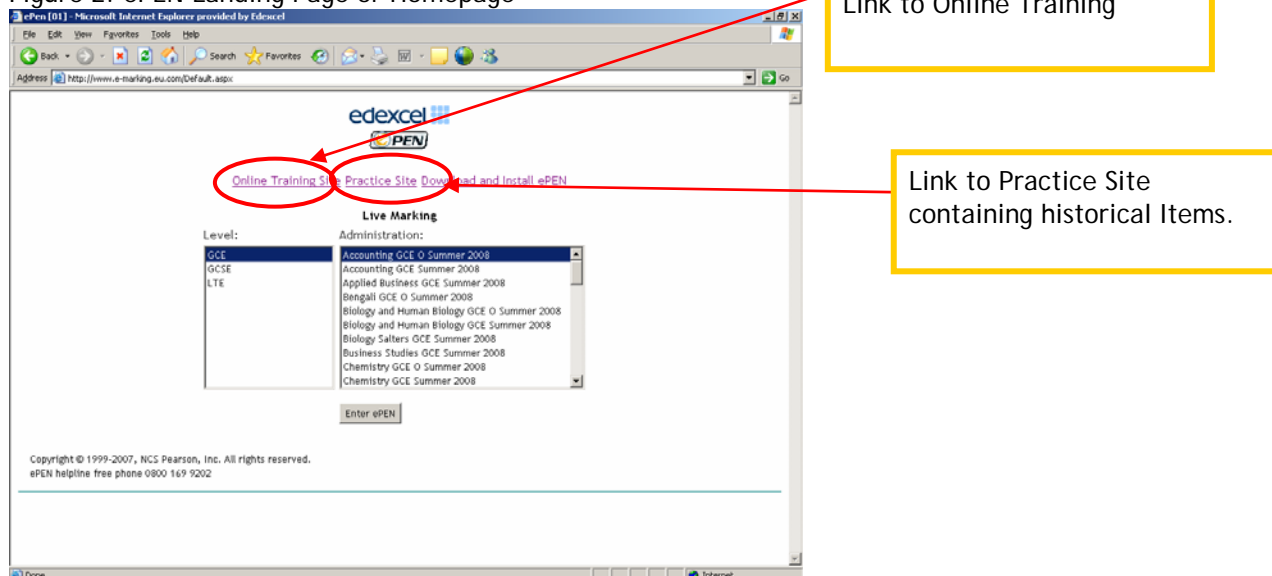 ePen [01] - Microsoft Internet Explorer provided by Edexcel
File Edit View Favorites Tools Help
Back Search Favorites
Address http://www.e-marking.eu.com/Default.aspx Go
edexcel
ePEN
Online Training Site Practice Site Download and Install ePEN
Live Marking
Level: Administration:
GCE Accounting GCE O Summer 2008
GCSE Accounting GCE Summer 2008
LTE Applied Business GCE Summer 2008
Bengali GCE O Summer 2008
Biology and Human Biology GCE O Summer 2008
Biology and Human Biology GCE Summer 2008
Biology Salters GCE Summer 2008
Business Studies GCE Summer 2008
Chemistry GCE O Summer 2008
Chemistry GCE Summer 2008
Enter ePEN
Copyright © 1999-2007, NCS Pearson, Inc. All rights reserved.
ePEN helpline free phone 0800 169 9202
Done Internet
Link to Online Training
Link to Practice Site
containing historical Items.